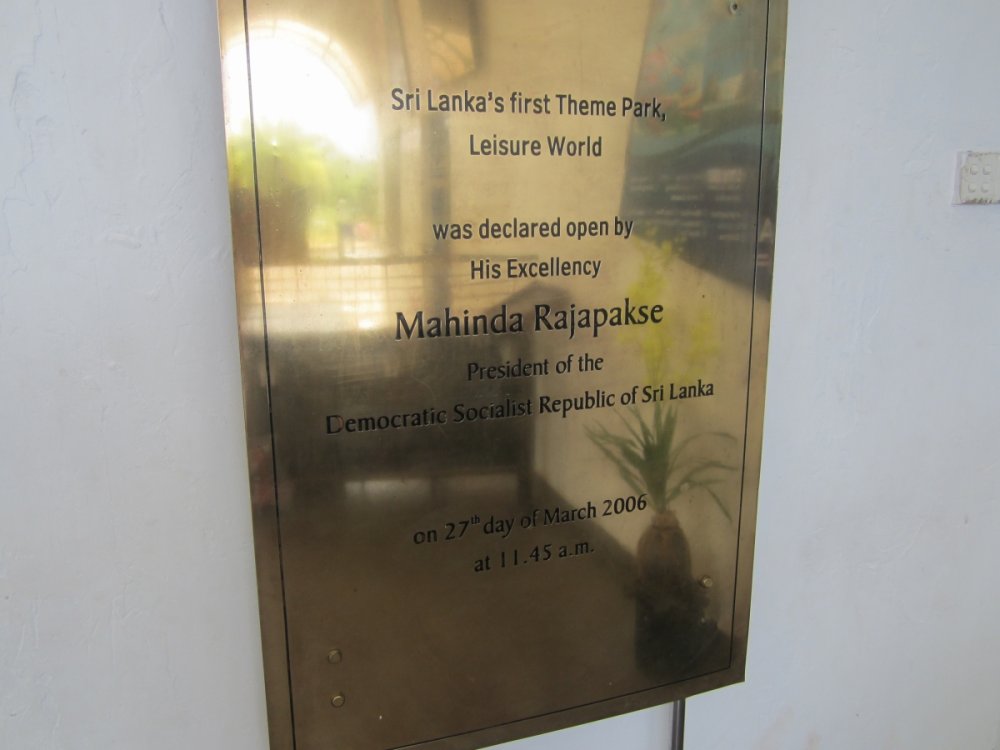 Sri Lanka's first Theme Park,
Leisure World
was declared open by
His Excellency
Mahinda Rajapakse
President of the
Democratic Socialist Republic of Sri Lanka
on 27th day of March 2006
at 11.45 a.m.